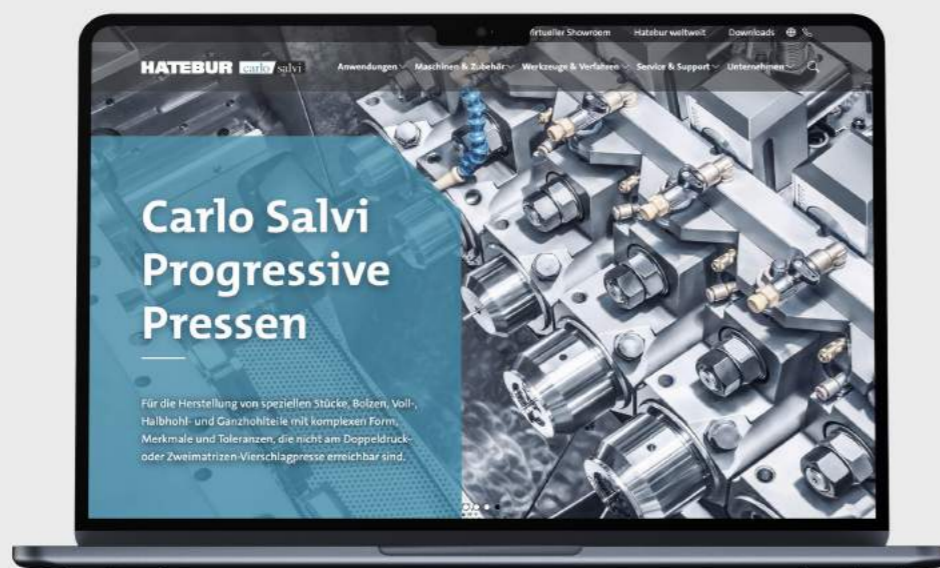 Virtueller Showroom Hatebur weltweit Downloads
HATEBUR carlo salvi Anwendungen Maschinen & Zubehör Werkzeuge & Verfahren Service & Support Unternehmen
Carlo Salvi
Progressive
Pressen
Für die Herstellung von speziellen Stücke, Bolzen, Voll-,
Halbhohl- und Ganzhohlteile mit komplexen Form,
Merkmale und Toleranzen, die nicht am Doppeldruck-
oder Zweimatrizen-Vierschlagpresse erreichbar sind.